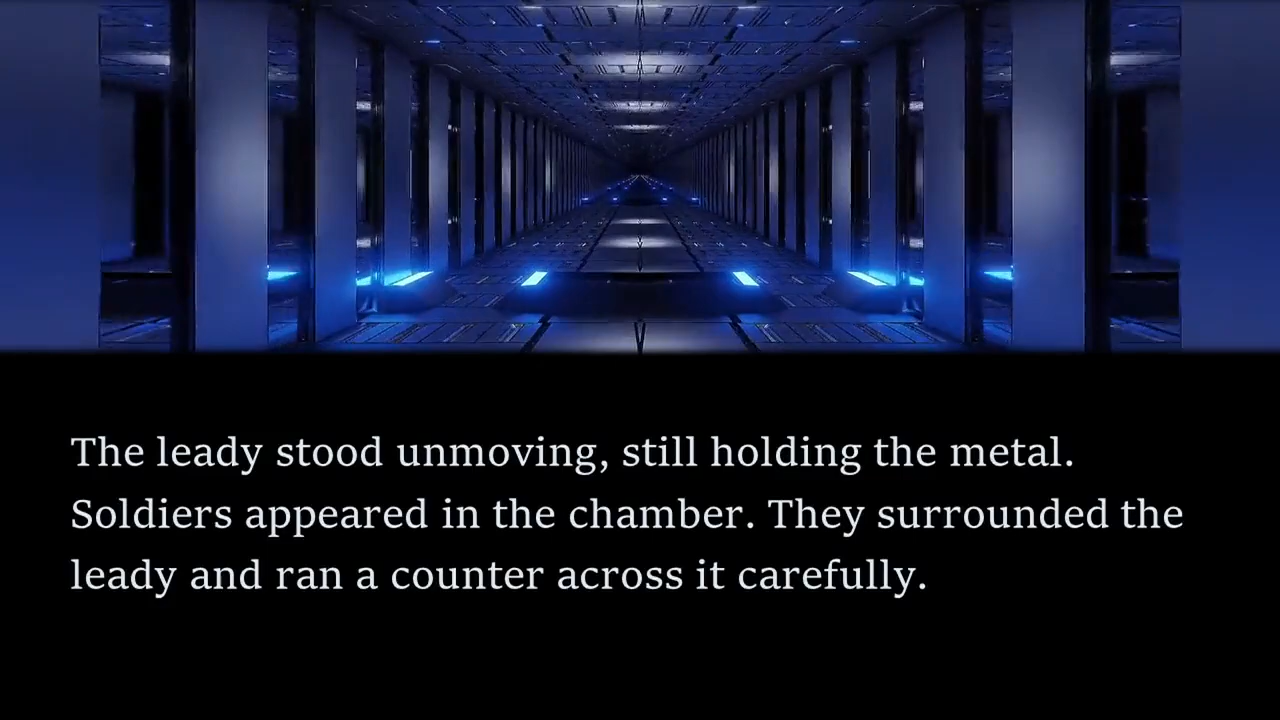 The leady stood unmoving, still holding the metal.
Soldiers appeared in the chamber. They surrounded the
leady and ran a counter across it carefully.